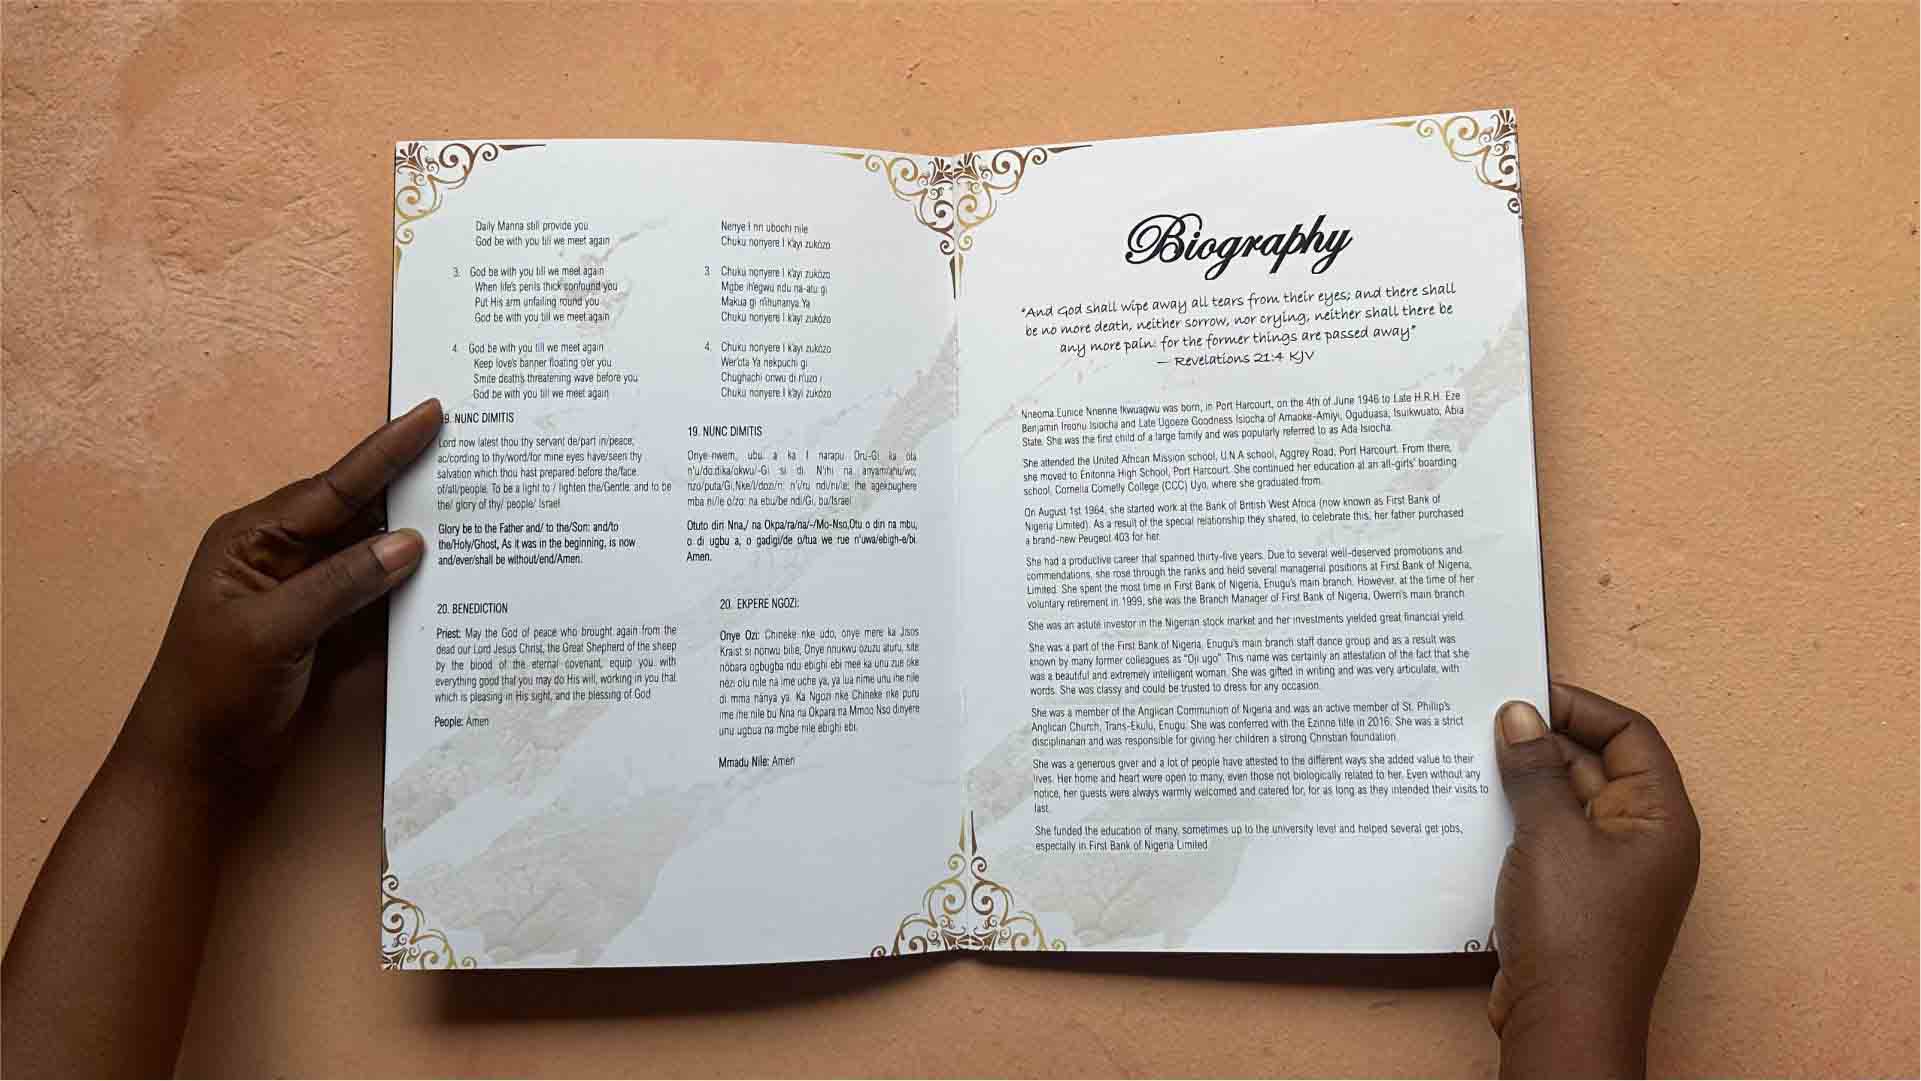 Daily Manna still provide you
God be with you till we meet again
3. God be with you till we meet again
When life's perils thick confound you
Put His arm unfailing round you
God be with you till we meet again
4. God be with you till we meet again
Keep love's banner floating o'er you
Smite death's threatening wave before you
God be with you till we meet again
9. NUNC DIMITIS
Lord now latest thou thy servant de/part in/peace,
ac/cording to thy/word/for mine eyes have/seen thy
salvation which thou hast prepared before the/face.
of/all/people. To be a light to / lighten the/Gentle. and to be
the/ glory of thy/ people/ Israel
Glory be to the Father and/ to the/Son: and/to
the/Holy/Ghost, As it was in the beginning, is now
and/ever/shall be without/end/Amen.
20. BENEDICTION
Priest: May the God of peace who brought again from the
dead our Lord Jesus Christ, the Great Shepherd of the sheep
by the blood of the eternal covenant, equip you with
everything good that you may do His will, working in you that
which is pleasing in His sight, and the blessing of God
People: Amen
Nenye I nri ubochi nile
Chuku nonyere I k'ayi zukózo
3 Chuku nonyere I k'ayi zukózo
Mgbe ih'egwu ndu na-atu gi
Makua gi n'ihunanya Ya
Chuku nonyere I k'ayi zukózo
4. Chuku nonyere I k'ayi zukózo
Wer'ota Ya nekpuchi gi
Chughachi onwu di n'uzo i
Chuku nonyere I k'ayi zukózo
19. NUNC DIMITIS
Onye-nwem, ubu a ka I narapu Oru-Gi ka ola
n'u/do:dika/okwu/-Gi si di. N'ihi na anyam/ahu/wo;
nzo/puta/Gi,Nke/I/dozi/ri: n'i/ru ndi/ni/le; Ihe agekpughere
mba ni/le o/zo: na ebu/be ndi/Gi, bu/Israel
Otuto diri Nna,/ na Okpa/ra/na/-/Mo-Nso,Otu o diri na mbu,
o di ugbu a, o gadigi/de o/tua we rue n'uwa/ebigh-e/bi.
Amen.
20. EKPERE NGOZI:
Onye Ozi: Chineke nke udo, onye mere ka Jisos
Kraist si nonwu bilie, Onye nnukwu ozuzu aturu, site
nöbara ogbugba ndu ebighi ebi mee ka unu zue oke
nëzi olu nile na ime uche ya, ya lua nime unu ihe nile
di mma nänya ya. Ka Ngozi nke Chineke nke puru
ime ihe nile bu Nna na Okpara na Mmoo Nso dinyere
unu ugbua na mgbe nile ebighi ebi.
Mmadu Nile: Amen
Biography
"And God shall wipe away all tears from their eyes; and there shall
be no more death, neither sorrow, nor crying, neither shall there be
any more pain: for the former things are passed away"
— Revelations 21:4 KJV
Nneoma Eunice Nnenne Ikwuagwu was born, in Port Harcourt, on the 4th of June 1946 to Late H.R.H. Eze
Benjamin Ireonu Isiocha and Late Ugoeze Goodness Isiocha of Amaoke-Amiyi, Oguduasa, Isuikwuato, Abia
State. She was the first child of a large family and was popularly referred to as Ada Isiocha.
She attended the United African Mission school, U.N.A school, Aggrey Road, Port Harcourt. From there,
she moved to Enitonna High School, Port Harcourt. She continued her education at an all-girls' boarding
school, Cornelia Comelly College (CCC) Uyo, where she graduated from.
On August 1st 1964, she started work at the Bank of British West Africa (now known as First Bank of
Nigeria Limited). As a result of the special relationship they shared, to celebrate this, her father purchased
a brand-new Peugeot 403 for her.
She had a productive career that spanned thirty-five years. Due to several well-deserved promotions and
commendations, she rose through the ranks and held several managerial positions at First Bank of Nigeria,
Limited. She spent the most time in First Bank of Nigeria, Enugu's main branch. However, at the time of her
voluntary retirement in 1999, she was the Branch Manager of First Bank of Nigeria, Owerri's main branch.
She was an astute investor in the Nigerian stock market and her investments yielded great financial yield.
She was a part of the First Bank of Nigeria, Enugu's main branch staff dance group and as a result was
known by many former colleagues as "Oji ugo". This name was certainly an attestation of the fact that she
was a beautiful and extremely intelligent woman. She was gifted in writing and was very articulate, with
words. She was classy and could be trusted to dress for any occasion.
She was a member of the Anglican Communion of Nigeria and was an active member of St. Phillip's
Anglican Church, Trans-Ekulu, Enugu. She was conferred with the Ezinne title in 2016. She was a strict
disciplinarian and was responsible for giving her children a strong Christian foundation.
She was a generous giver and a lot of people have attested to the different ways she added value to their
lives. Her home and heart were open to many, even those not biologically related to her. Even without any
notice, her guests were always warmly welcomed and catered for, for as long as they intended their visits to
last.
She funded the education of many, sometimes up to the university level and helped several get jobs,
especially in First Bank of Nigeria Limited